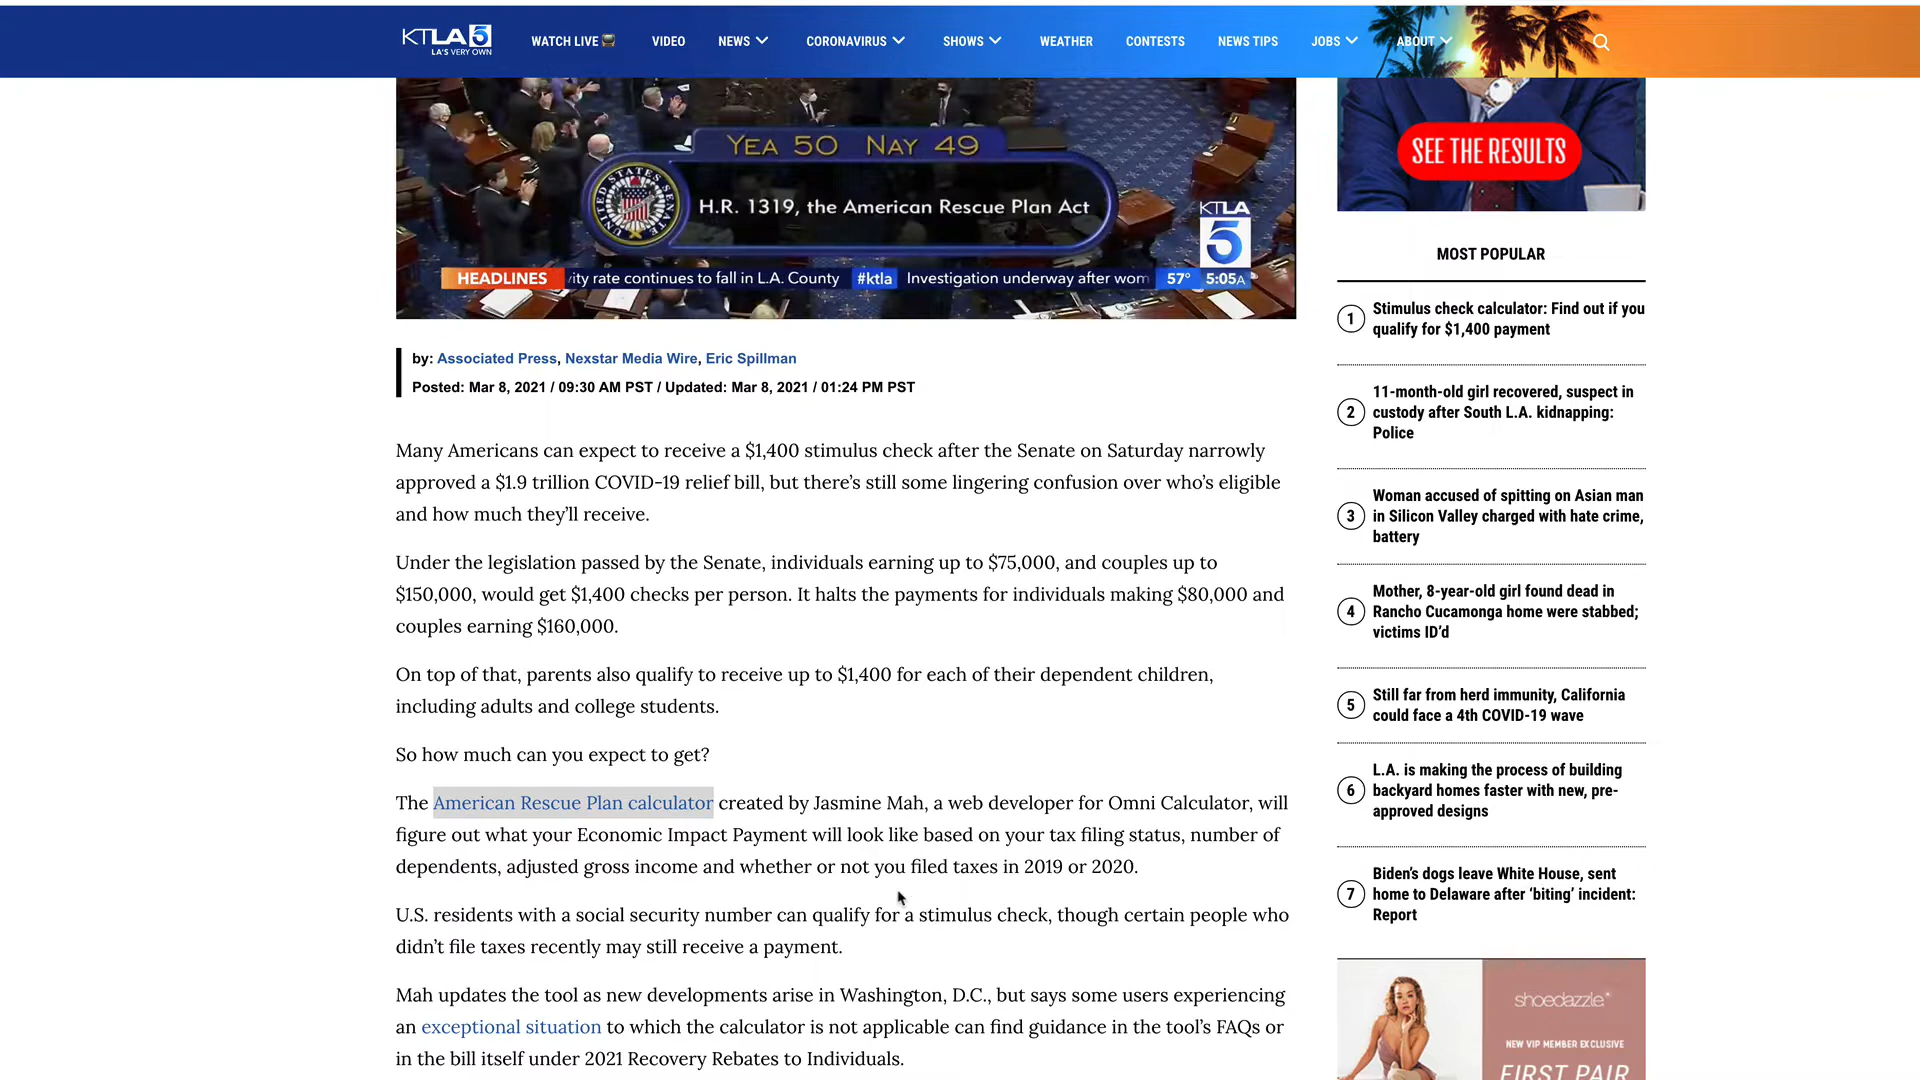 KTLA 5
LA'S VERY OWN
WATCH LIVE
VIDEO
NEWS
CORONAVIRUS
SHOWS
WEATHER
CONTESTS
NEWS TIPS
JOBS
ABOUT
YEA 50 NAY 49
UNITED STATES SENATE
H.R. 1319, the American Rescue Plan Act
KTLA
5
HEADLINES
ity rate continues to fall in L.A. County
#ktla
Investigation underway after wom
57°
5:05A
by: Associated Press, Nexstar Media Wire, Eric Spillman
Posted: Mar 8, 2021 / 09:30 AM PST / Updated: Mar 8, 2021 / 01:24 PM PST
Many Americans can expect to receive a $1,400 stimulus check after the Senate on Saturday narrowly
approved a $1.9 trillion COVID-19 relief bill, but there’s still some lingering confusion over who’s eligible
and how much they’ll receive.
Under the legislation passed by the Senate, individuals earning up to $75,000, and couples up to
$150,000, would get $1,400 checks per person. It halts the payments for individuals making $80,000 and
couples earning $160,000.
On top of that, parents also qualify to receive up to $1,400 for each of their dependent children,
including adults and college students.
So how much can you expect to get?
The American Rescue Plan calculator created by Jasmine Mah, a web developer for Omni Calculator, will
figure out what your Economic Impact Payment will look like based on your tax filing status, number of
dependents, adjusted gross income and whether or not you filed taxes in 2019 or 2020.
U.S. residents with a social security number can qualify for a stimulus check, though certain people who
didn’t file taxes recently may still receive a payment.
Mah updates the tool as new developments arise in Washington, D.C., but says some users experiencing
an exceptional situation to which the calculator is not applicable can find guidance in the tool’s FAQs or
in the bill itself under 2021 Recovery Rebates to Individuals.
SEE THE RESULTS
MOST POPULAR
1
Stimulus check calculator: Find out if you
qualify for $1,400 payment
2
11-month-old girl recovered, suspect in
custody after South L.A. kidnapping:
Police
3
Woman accused of spitting on Asian man
in Silicon Valley charged with hate crime,
battery
4
Mother, 8-year-old girl found dead in
Rancho Cucamonga home were stabbed;
victims ID’d
5
Still far from herd immunity, California
could face a 4th COVID-19 wave
6
L.A. is making the process of building
backyard homes faster with new, pre-
approved designs
7
Biden’s dogs leave White House, sent
home to Delaware after ‘biting’ incident:
Report
shoedazzle
NEW VIP MEMBER EXCLUSIVE
FIRST PAIR